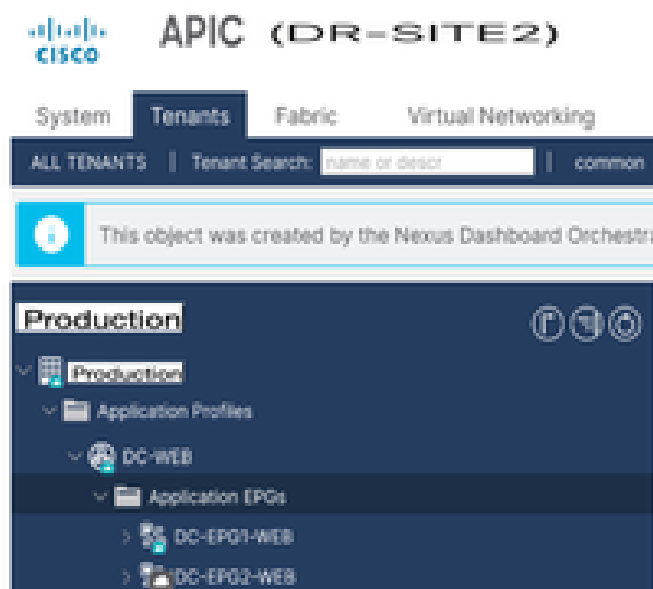 CISCO APIC (DR-SITE2)
System Tenants Fabric Virtual Networking
ALL TENANTS | Tenant Search: name or descr | common
This object was created by the Nexus Dashboard Orchestra
Production
Production
Application Profiles
DC-WEB
Application EPGs
DC-EPG1-WEB
DC-EPG2-WEB